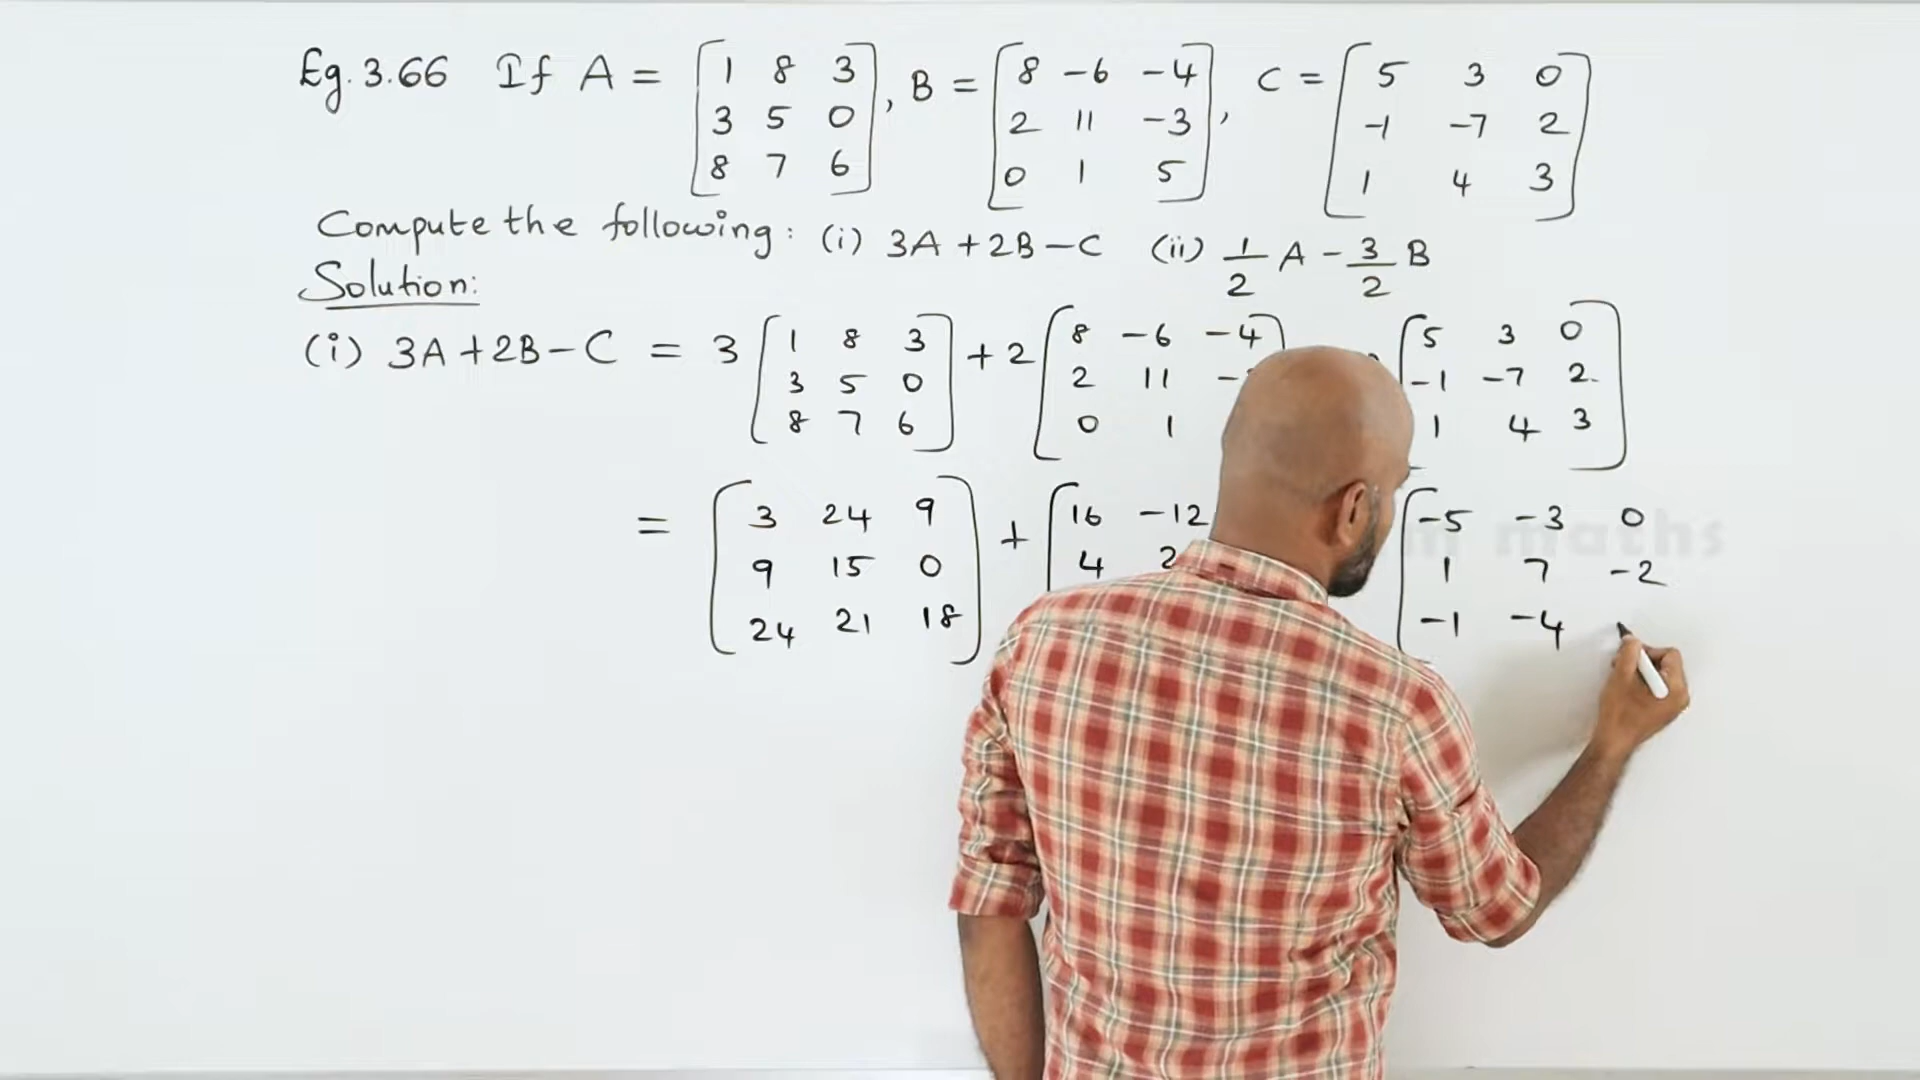 Eg. 3.66 If A = [1 8 3 3 5 0 8 7 6], B = [8 -6 -4 2 11 -3 0 1 5], C = [5 3 0 -1 -7 2 1 4 3]
Compute the following: (i) 3A + 2B - C (ii) 1/2 A - 3/2 B
Solution:
(i) 3A + 2B - C = 3 [1 8 3 3 5 0 8 7 6] + 2 [8 -6 -4 2 11 - 0 1 [5 3 0 -1 -7 2 1 4 3]
= [3 24 9 9 15 0 24 21 18] + [16 -12 4 2 [-5 -3 0 1 7 -2 -1 -4
maths